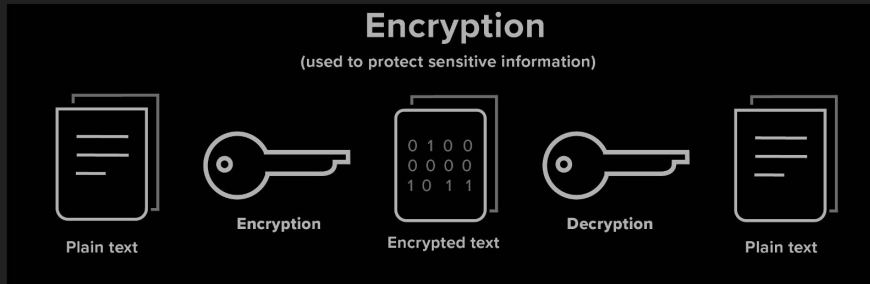 Encryption
(used to protect sensitive information)
0 1 0 0
0 0 0 0
1 0 1 1
Plain text
Encryption
Encrypted text
Decryption
Plain text